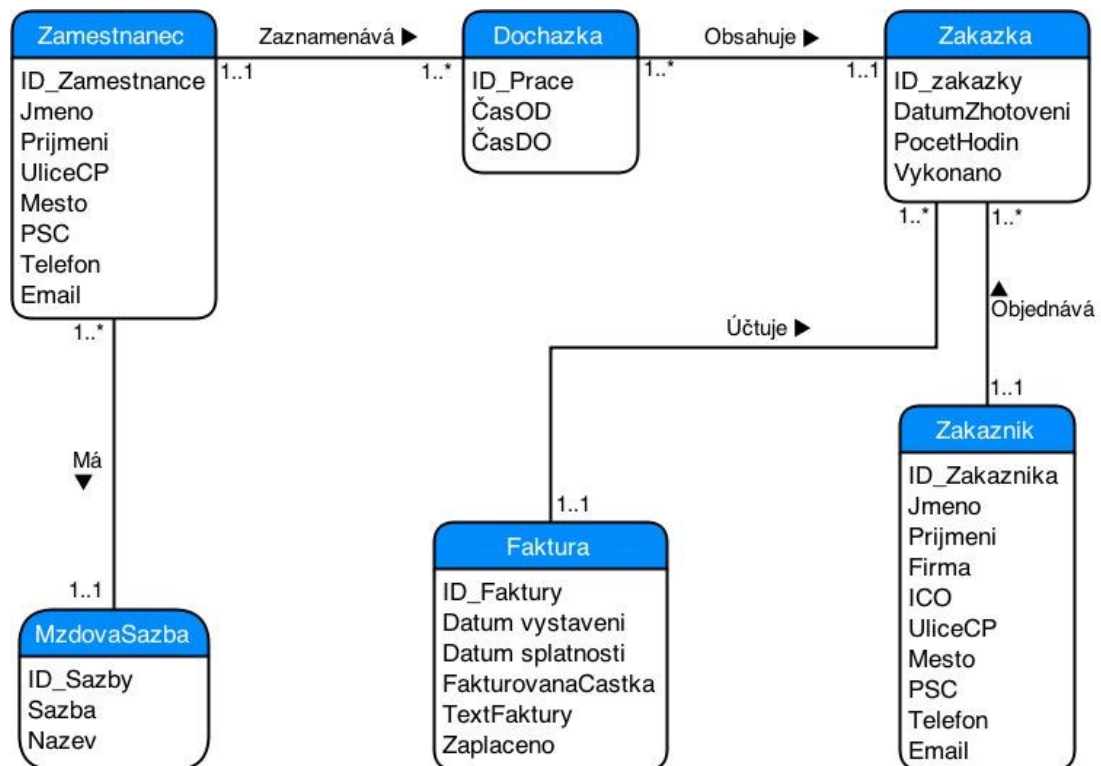 Zamestnanec
ID_Zamestnance
Jmeno
Prijmeni
UliceCP
Mesto
PSC
Telefon
Email
Zaznamenává ▶
1..1
1..*
Dochazka
ID_Prace
ČasOD
ČasDO
Obsahuje ▶
1..*
1..1
Zakazka
ID_zakazky
DatumZhotoveni
PocetHodin
Vykonano
1..*
1..*
Objednává
1..1
Účtuje ▶
1..1
1..*
Má
1..1
MzdovaSazba
ID_Sazby
Sazba
Nazev
Faktura
ID_Faktury
Datum vystaveni
Datum splatnosti
FakturovanaCastka
TextFaktury
Zaplaceno
Zakaznik
ID_Zakaznika
Jmeno
Prijmeni
Firma
ICO
UliceCP
Mesto
PSC
Telefon
Email